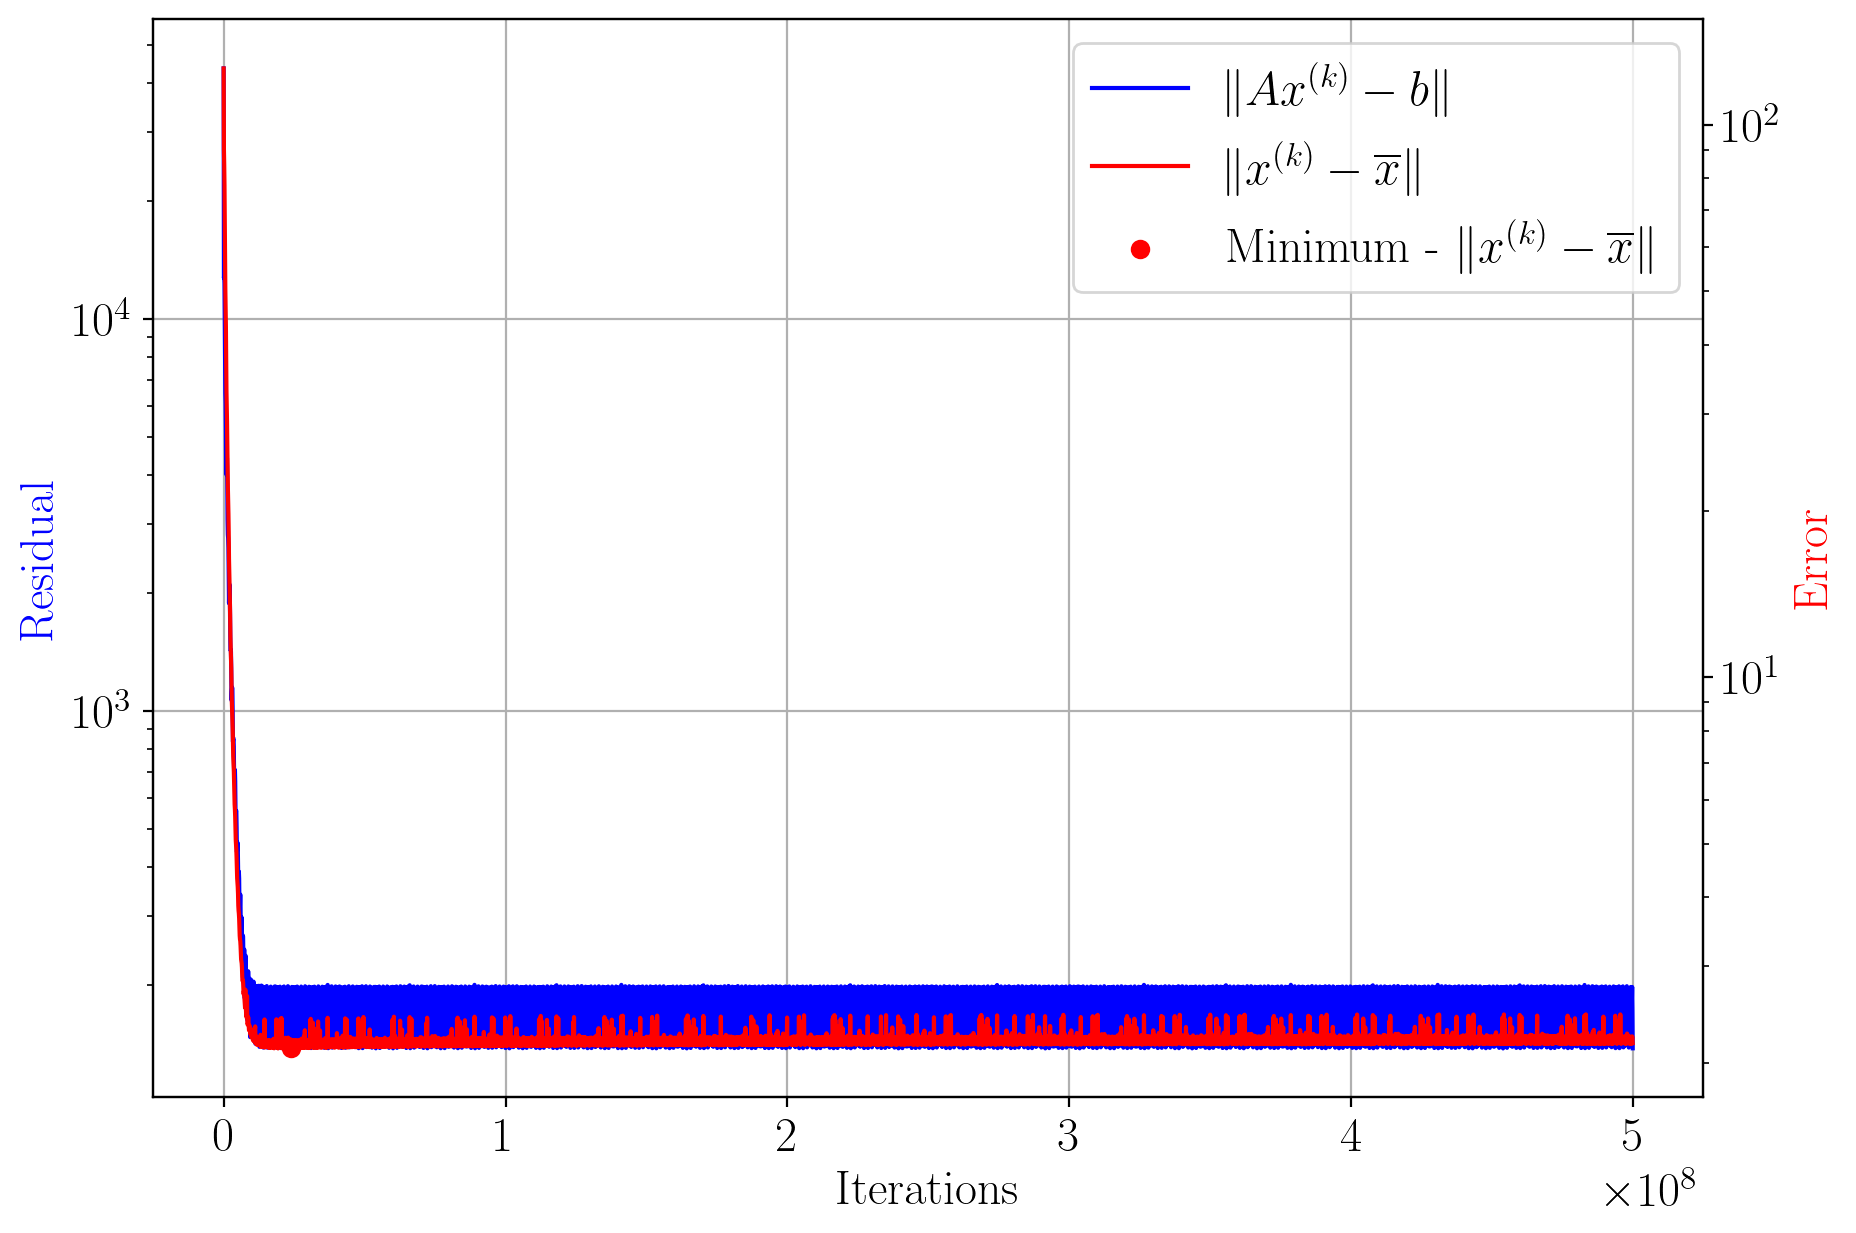 ‖Ax^{(k)} − b‖
‖x^{(k)} − x̅‖
Minimum - ‖x^{(k)} − x̅‖
Residual
10^4
10^3
Error
10^2
10^1
0 1 2 3 4 5
Iterations
×10^8